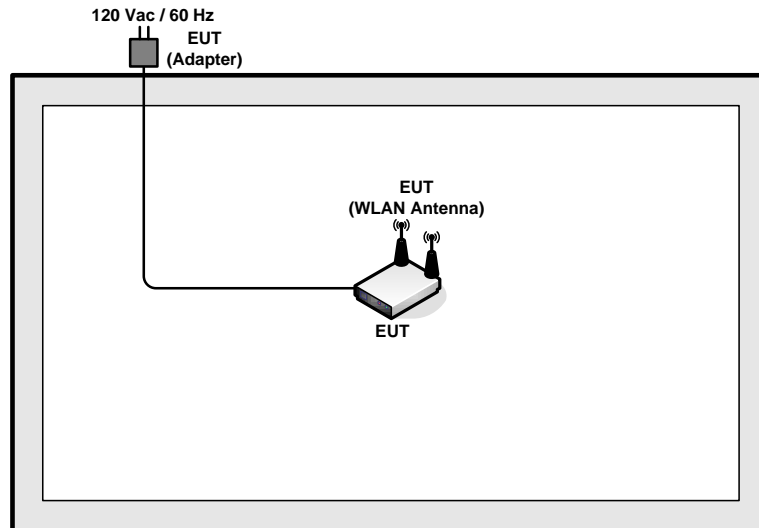 120 Vac / 60 Hz
EUT
(Adapter)
EUT
(WLAN Antenna)
EUT